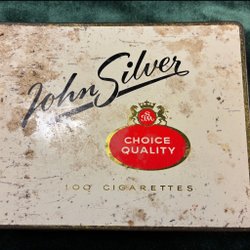 John Silver
CHOICE
QUALITY
100 CIGARETTES